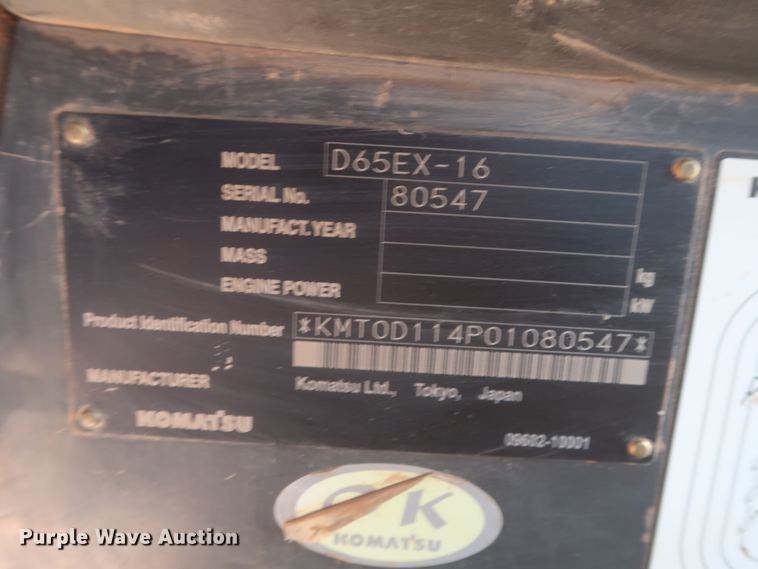 MODEL D65EX-16
SERIAL No. 80547
MANUFACT. YEAR
MASS kg
ENGINE POWER kW
Product Identification Number *KMT0D114P01080547*
MANUFACTURER Komatsu Ltd., Tokyo, Japan
KOMATSU
09602-10001
OK
KOMATSU
Purple Wave Auction